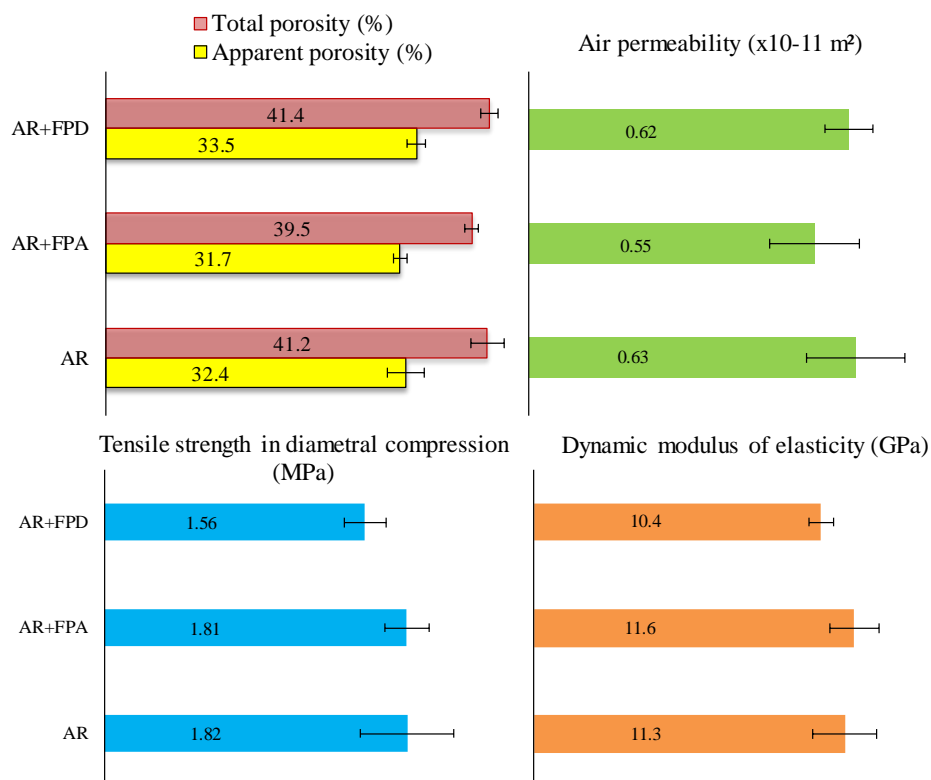 Total porosity (%)
Apparent porosity (%)
AR+FPD
41.4
33.5
AR+FPA
39.5
31.7
AR
41.2
32.4
Air permeability (x10-11 m²)
0.62
0.55
0.63
Tensile strength in diametral compression
(MPa)
AR+FPD
1.56
AR+FPA
1.81
AR
1.82
Dynamic modulus of elasticity (GPa)
10.4
11.6
11.3